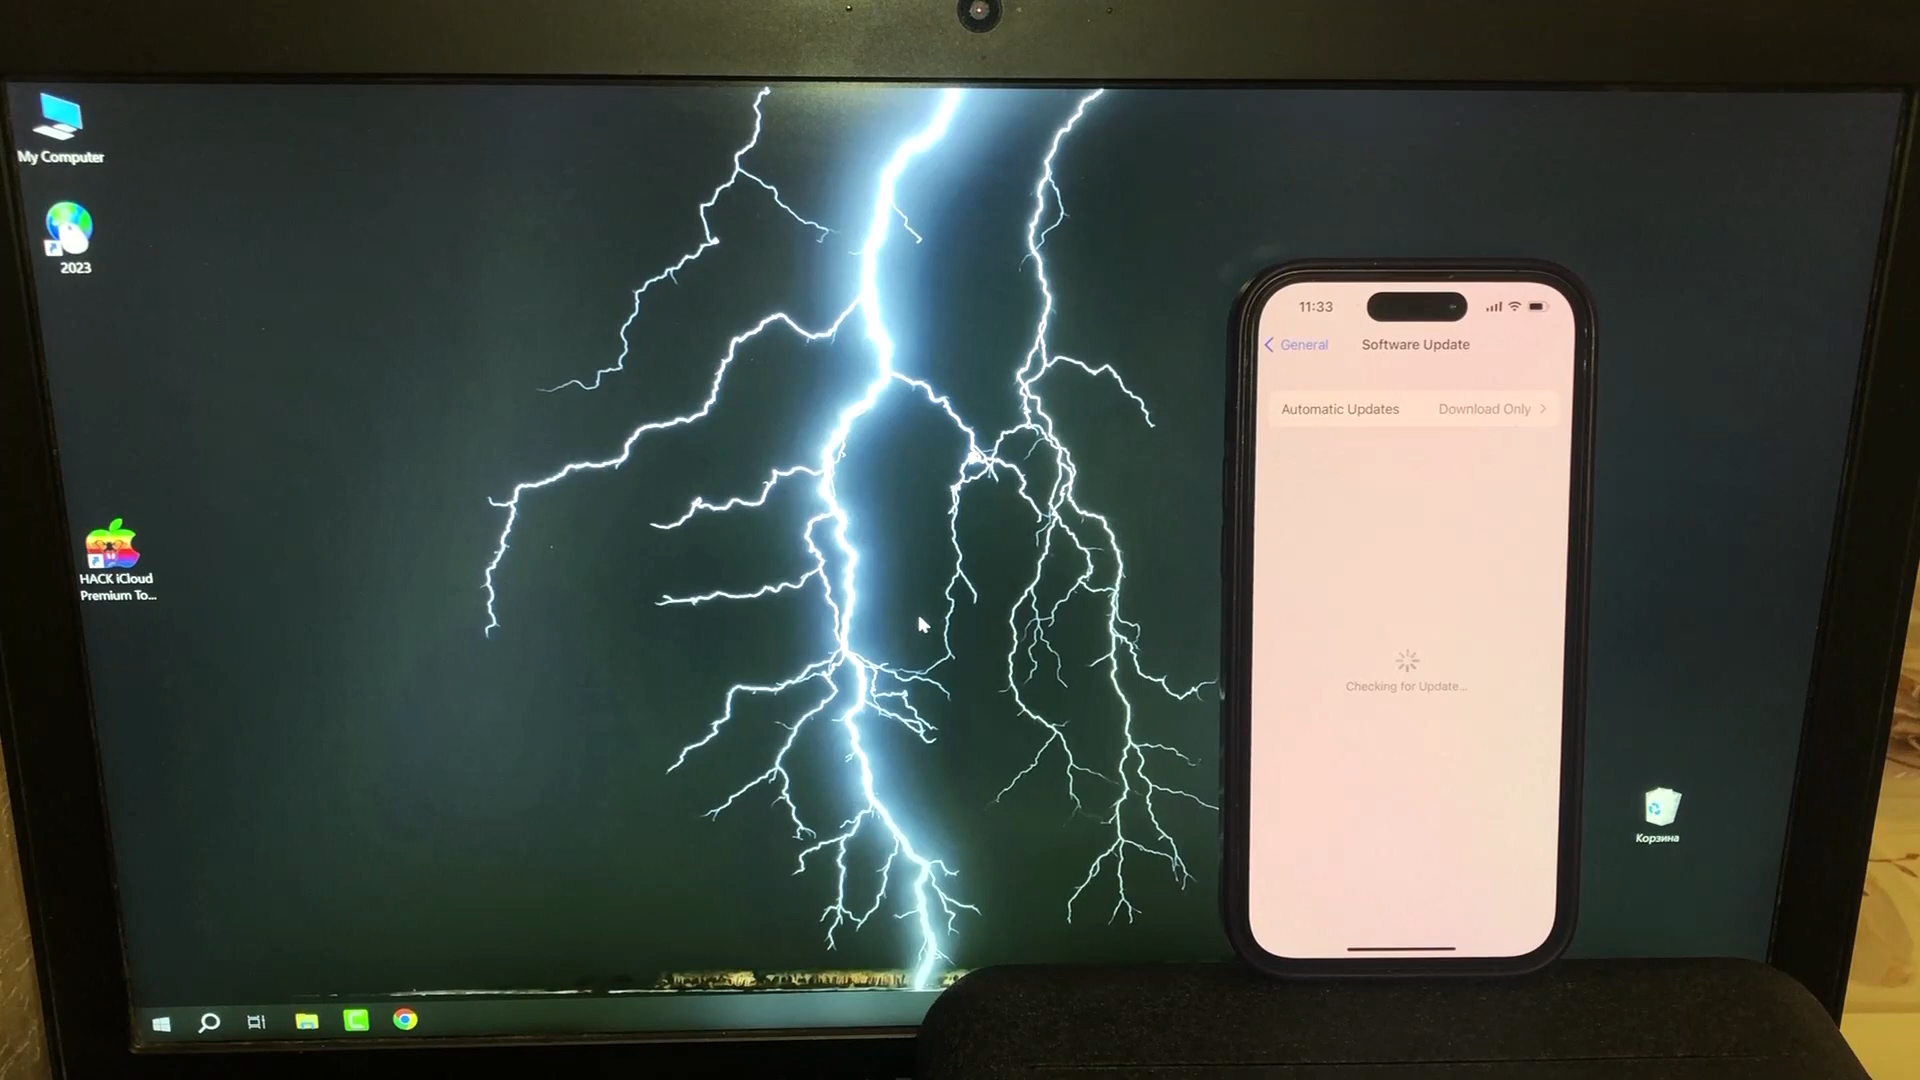 My Computer
2023
HACK iCloud
Premium To...
11:33
General
Software Update
Automatic Updates
Download Only
Checking for Update...
Корзина